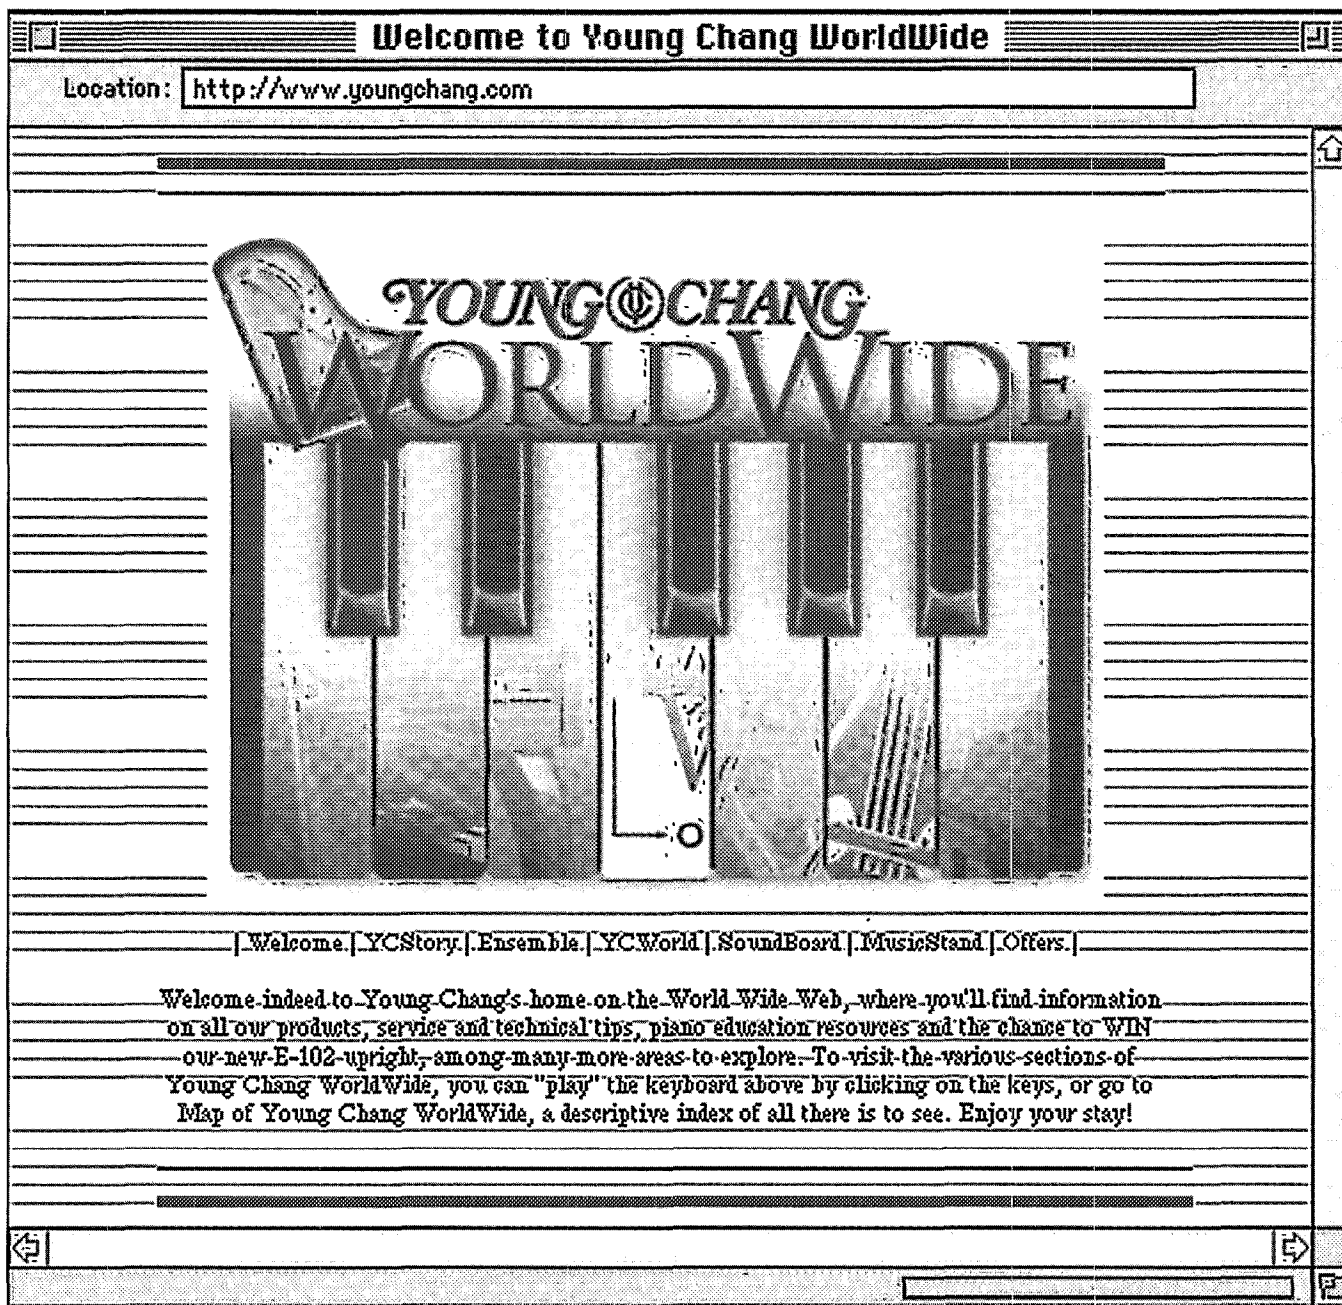 Welcome to Young Chang WorldWide
Location: http://www.youngchang.com
YOUNG CHANG
WORLDWIDE
| Welcome | YCStory | Ensemble | YCWorld | SoundBoard | MusicStand | Offers |
Welcome indeed to Young Chang's home on the World Wide Web, where you'll find information
on all our products, service and technical tips, piano education resources and the chance to WIN
our new E-102 upright, among many more areas to explore. To visit the various sections of
Young Chang WorldWide, you can "play" the keyboard above by clicking on the keys, or go to
Map of Young Chang WorldWide, a descriptive index of all there is to see. Enjoy your stay!